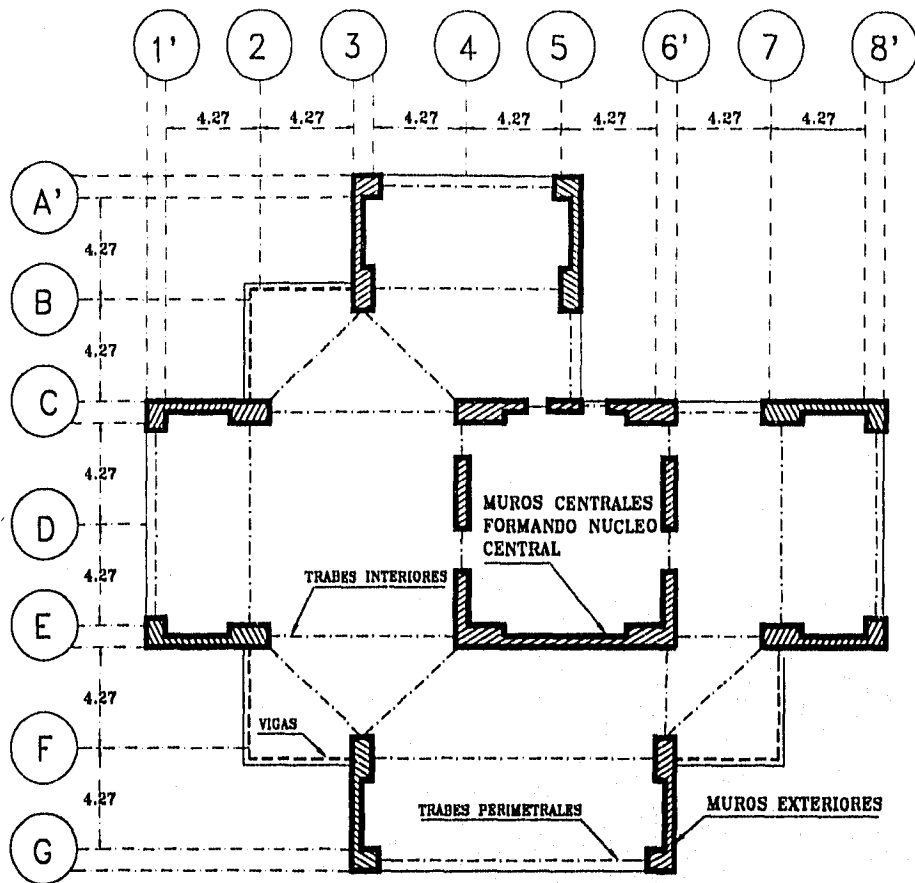 1' 2 3 4 5 6' 7 8'
4.27 4.27 4.27 4.27 4.27 4.27 4.27
A'
4.27
B
4.27
C
4.27
MUROS CENTRALES
FORMANDO NUCLEO
CENTRAL
D
4.27
TRABES INTERIORES
E
4.27
VIGAS
F
4.27
TRABES PERIMETRALES
MUROS EXTERIORES
G